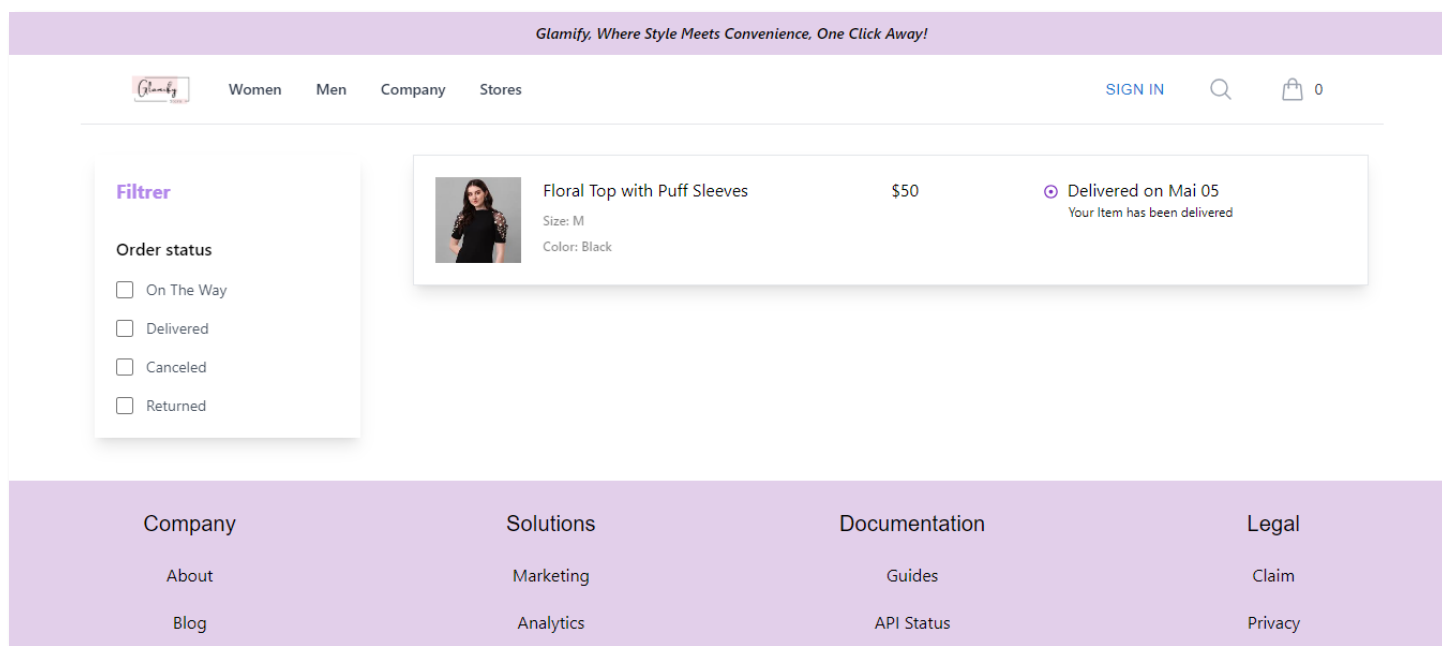 Glamify, Where Style Meets Convenience, One Click Away!
Glamify
Women Men Company Stores SIGN IN 0
Filtrer
Order status
On The Way
Delivered
Canceled
Returned
Floral Top with Puff Sleeves
Size: M
Color: Black
$50
Delivered on Mai 05
Your Item has been delivered
Company Solutions Documentation Legal
About Marketing Guides Claim
Blog Analytics API Status Privacy